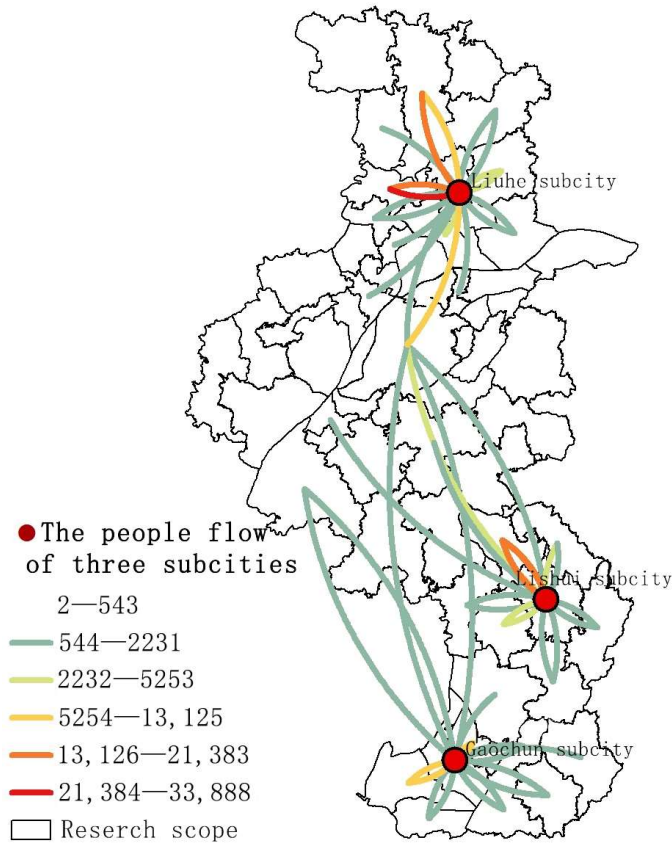 Liuhe subcity
The people flow
of three subcities
Lishui subcity
2—543
544—2231
2232—5253
5254—13,125
Gaochun subcity
13,126—21,383
21,384—33,888
Reserch scope